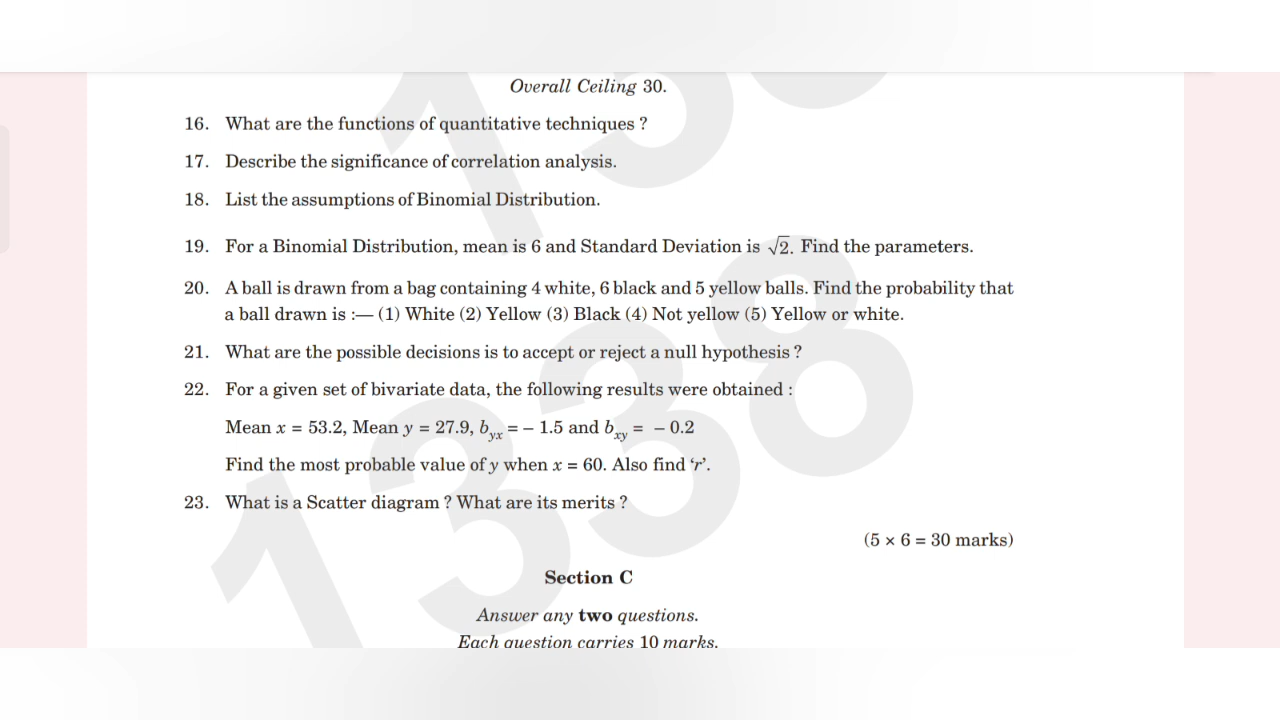 Overall Ceiling 30.
16. What are the functions of quantitative techniques ?
17. Describe the significance of correlation analysis.
18. List the assumptions of Binomial Distribution.
19. For a Binomial Distribution, mean is 6 and Standard Deviation is √2. Find the parameters.
20. A ball is drawn from a bag containing 4 white, 6 black and 5 yellow balls. Find the probability that
a ball drawn is :— (1) White (2) Yellow (3) Black (4) Not yellow (5) Yellow or white.
21. What are the possible decisions is to accept or reject a null hypothesis ?
22. For a given set of bivariate data, the following results were obtained :
Mean x = 53.2, Mean y = 27.9, b_yx = – 1.5 and b_xy = – 0.2
Find the most probable value of y when x = 60. Also find ‘r’.
23. What is a Scatter diagram ? What are its merits ?
(5 × 6 = 30 marks)
Section C
Answer any two questions.
Each question carries 10 marks.